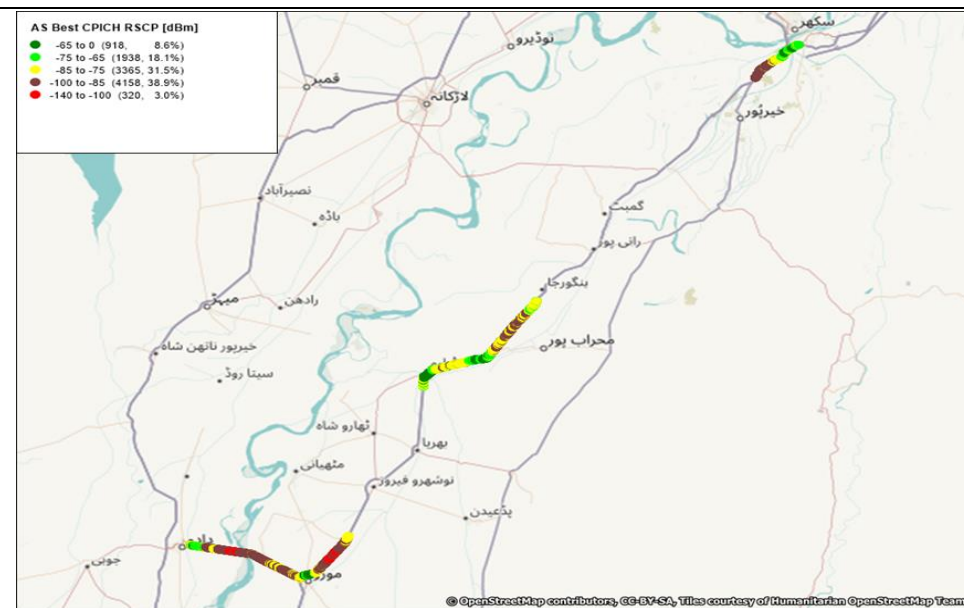 AS Best CPICH RSCP [dBm]
-65 to 0 (918, 8.6%)
-75 to -65 (1938, 18.1%)
-85 to -75 (3365, 31.5%)
-100 to -85 (4158, 38.9%)
-140 to -100 (320, 3.0%)
سکھر
نوڈیرو
قمبر
لاڑکانہ
خیرپُور
نصیرآباد
باڈہ
گمبٹ
رانی پور
ہنگورجا
میہڑ
رادھن
محراب پور
خیرپور ناتھن شاہ
سیتا روڈ
ٹھارو شاہ
بھریا
مٹھیانی
نوشہرو فیروز
پڈعیدن
جوہی
© OpenStreetMap contributors, CC-BY-SA, Tiles courtesy of Humanitarian OpenStreetMap Team